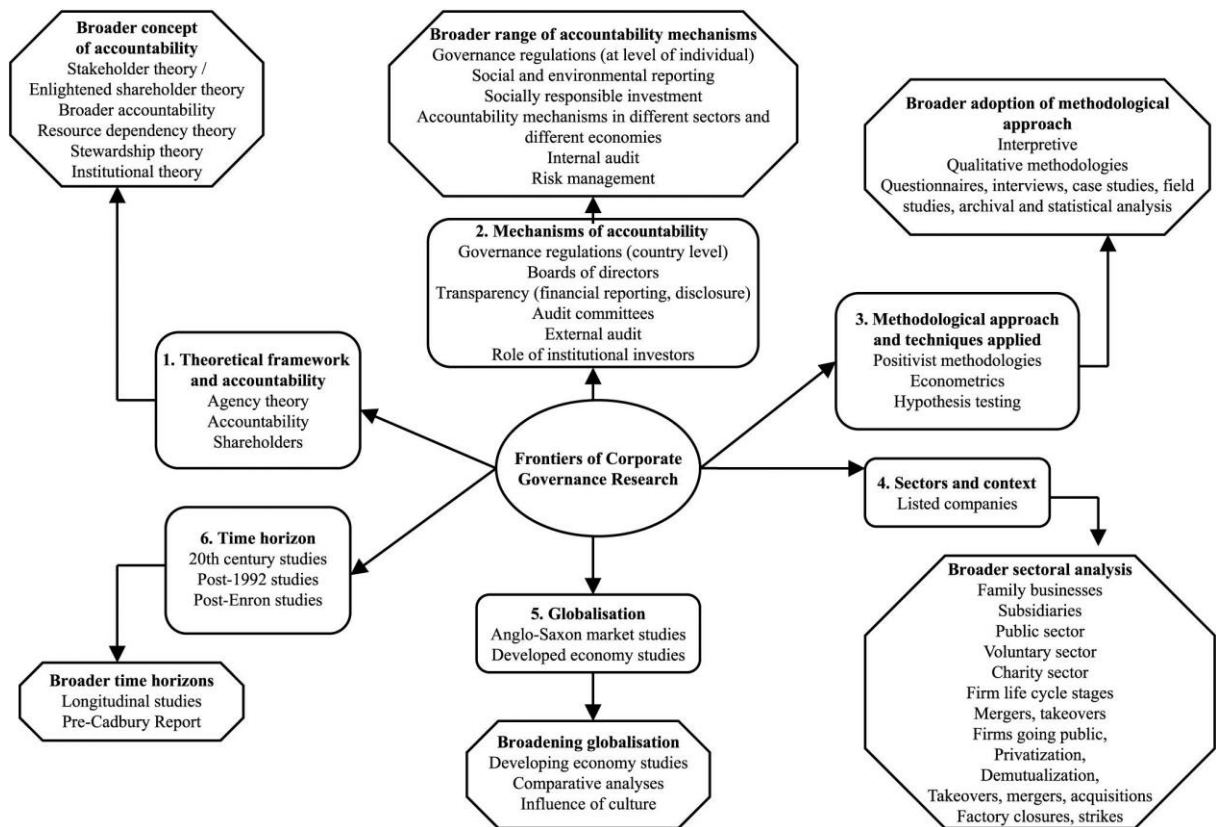 Broader concept
of accountability
Stakeholder theory /
Enlightened shareholder theory
Broader accountability
Resource dependency theory
Stewardship theory
Institutional theory
Broader range of accountability mechanisms
Governance regulations (at level of individual)
Social and environmental reporting
Socially responsible investment
Accountability mechanisms in different sectors and
different economies
Internal audit
Risk management
Broader adoption of methodological
approach
Interpretive
Qualitative methodologies
Questionnaires, interviews, case studies, field
studies, archival and statistical analysis
2. Mechanisms of accountability
Governance regulations (country level)
Boards of directors
Transparency (financial reporting, disclosure)
Audit committees
External audit
Role of institutional investors
1. Theoretical framework
and accountability
Agency theory
Accountability
Shareholders
3. Methodological approach
and techniques applied
Positivist methodologies
Econometrics
Hypothesis testing
Frontiers of Corporate
Governance Research
4. Sectors and context
Listed companies
6. Time horizon
20th century studies
Post-1992 studies
Post-Enron studies
5. Globalisation
Anglo-Saxon market studies
Developed economy studies
Broader sectoral analysis
Family businesses
Subsidiaries
Public sector
Voluntary sector
Charity sector
Firm life cycle stages
Mergers, takeovers
Firms going public,
Privatization,
Demutualization,
Takeovers, mergers, acquisitions
Factory closures, strikes
Broader time horizons
Longitudinal studies
Pre-Cadbury Report
Broadening globalisation
Developing economy studies
Comparative analyses
Influence of culture